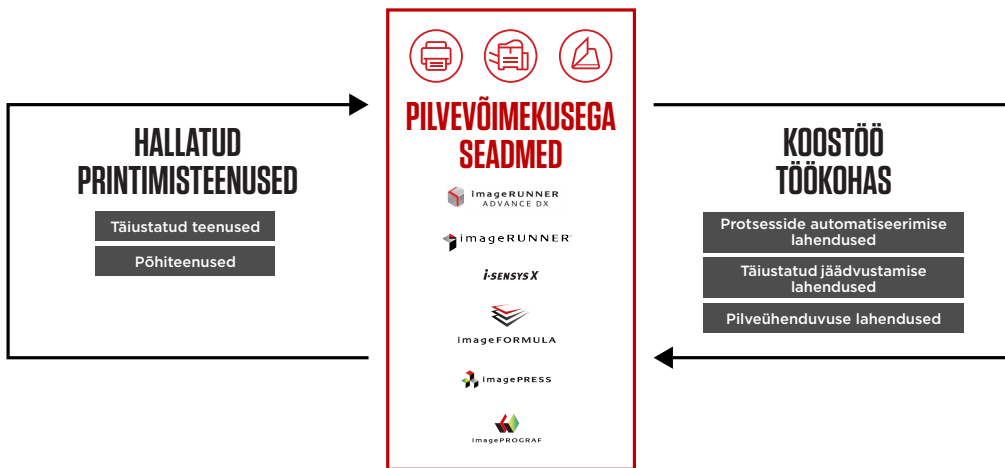 HALLATUD
PRINTIMISTEENUSED
Täiustatud teenused
Põhiteenused
PILVEVÕIMEKUSEGA
SEADMED
imageRUNNER
ADVANCE DX
imageRUNNER®
i-SENSYS X
imageFORMULA
imagePRESS
imagePROGRAF
KOOSTÖÖ
TÖÖKOHAS
Protsesside automatiseerimise
lahendused
Täiustatud jäädvustamise
lahendused
Pilveühenduvuse lahendused